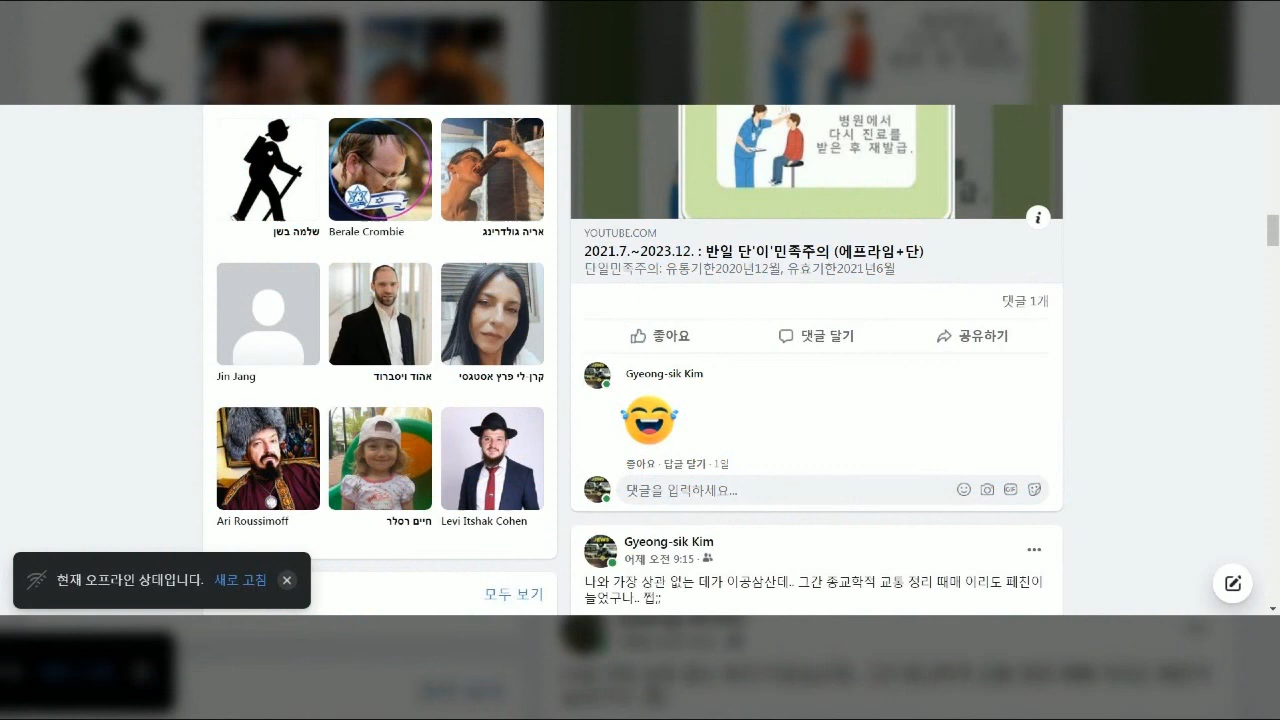 שלמה בשן
Berale Crombie
אריה גולדרינג
Jin Jang
אהוד ויסברוד
קרן-לי פרץ אסטגסי
Ari Roussimoff
חיים רסלר
Levi Itshak Cohen
모두 보기
현재 오프라인 상태입니다. 새로 고침
병원에서
다시 진료를
받은 후 재발급.
YOUTUBE.COM
2021.7.~2023.12. : 반일 단'이'민족주의 (에프라임+단)
단일민족주의: 유통기한2020년12월, 유효기한2021년6월
댓글 1개
좋아요
댓글 달기
공유하기
Gyeong-sik Kim
좋아요 · 답글 달기 · 1일
댓글을 입력하세요...
GIF
Gyeong-sik Kim
어제 오전 9:15 ·
나와 가장 상관 없는 데가 이공삼산데.. 그간 종교학적 교통 정리 때매 이리도 페친이
늘었구나.. 쩝;;